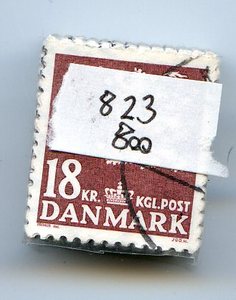 823
800
18 KR. KGL. POST
DANMARK